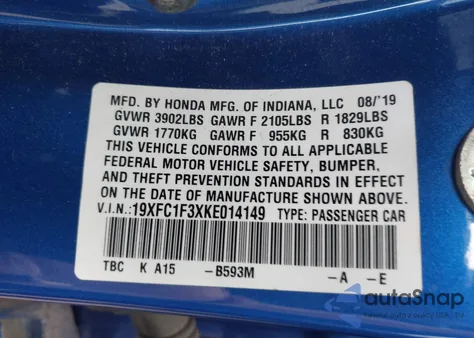 MFD. BY HONDA MFG. OF INDIANA, LLC 08/'19
GVWR 3902LBS GAWR F 2105LBS R 1829LBS
GVWR 1770KG GAWR F 955KG R 830KG
THIS VEHICLE CONFORMS TO ALL APPLICABLE
FEDERAL MOTOR VEHICLE SAFETY, BUMPER,
AND THEFT PREVENTION STANDARDS IN EFFECT
ON THE DATE OF MANUFACTURE SHOWN ABOVE.
V.I.N.:19XFC1F3XKE014149 TYPE: PASSENGER CAR
TBC K A15 -B593M -A -E
autoSnap